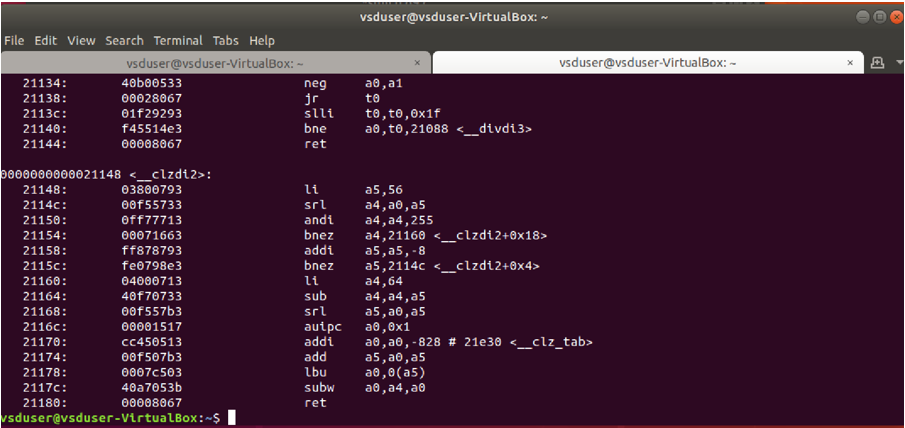 vsduser@vsduser-VirtualBox: ~
File Edit View Search Terminal Tabs Help
vsduser@vsduser-VirtualBox: ~ × vsduser@vsduser-VirtualBox: ~ ×
21134: 40b00533 neg a0,a1
21138: 00028067 jr t0
2113c: 01f29293 slli t0,t0,0x1f
21140: f45514e3 bne a0,t0,21088 <__divdi3>
21144: 00008067 ret
0000000000021148 <__clzdi2>:
21148: 03800793 li a5,56
2114c: 00f55733 srl a4,a0,a5
21150: 0ff77713 andi a4,a4,255
21154: 00071663 bnez a4,21160 <__clzdi2+0x18>
21158: ff878793 addi a5,a5,-8
2115c: fe0798e3 bnez a5,2114c <__clzdi2+0x4>
21160: 04000713 li a4,64
21164: 40f70733 sub a4,a4,a5
21168: 00f557b3 srl a5,a0,a5
2116c: 00001517 auipc a0,0x1
21170: cc450513 addi a0,a0,-828 # 21e30 <__clz_tab>
21174: 00f507b3 add a5,a0,a5
21178: 0007c503 lbu a0,0(a5)
2117c: 40a7053b subw a0,a4,a0
21180: 00008067 ret
vsduser@vsduser-VirtualBox:~$